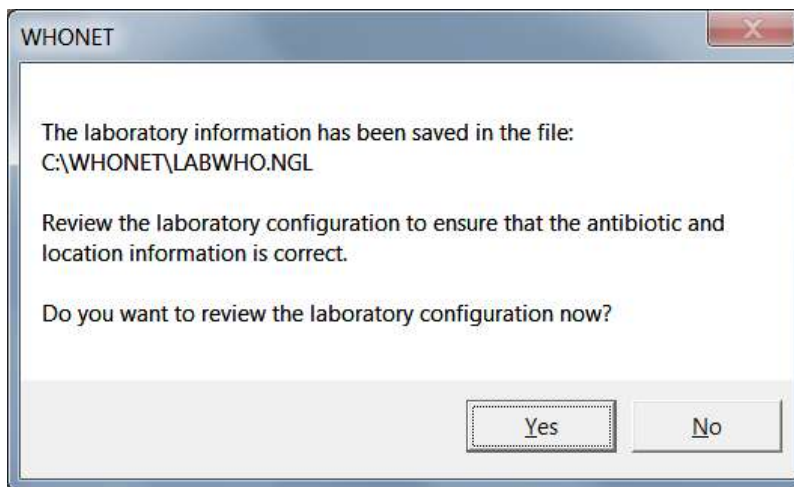 WHONET
The laboratory information has been saved in the file:
C:\WHONET\LABWHO.NGL
Review the laboratory configuration to ensure that the antibiotic and
location information is correct.
Do you want to review the laboratory configuration now?
Yes
No